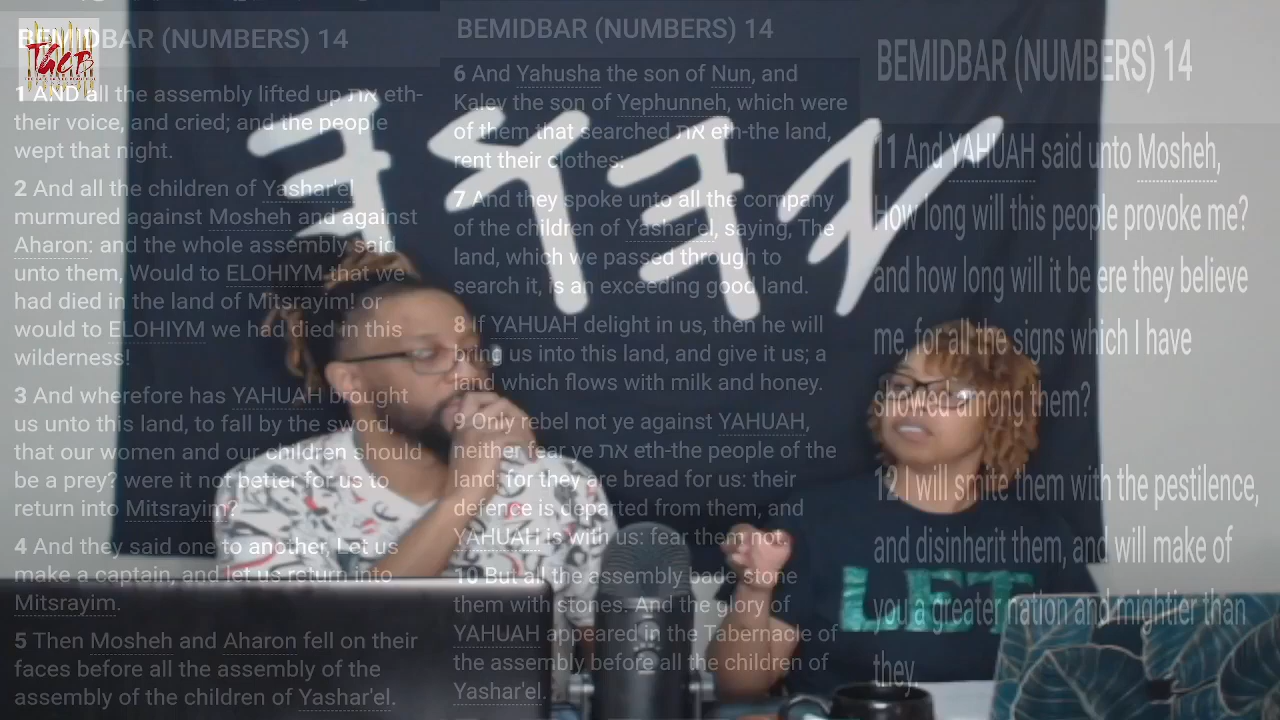 TGCB
BEMIDBAR (NUMBERS) 14
1 AND all the assembly lifted up את eth-
their voice, and cried; and the people
wept that night.
2 And all the children of Yashar'el
murmured against Mosheh and against
Aharon: and the whole assembly said
unto them, Would to ELOHIYM that we
had died in the land of Mitsrayim! or
would to ELOHIYM we had died in this
wilderness!
3 And wherefore has YAHUAH brought
us unto this land, to fall by the sword,
that our women and our children should
be a prey? were it not better for us to
return into Mitsrayim?
4 And they said one to another, Let us
make a captain, and let us return into
Mitsrayim.
5 Then Mosheh and Aharon fell on their
faces before all the assembly of the
assembly of the children of Yashar'el.
BEMIDBAR (NUMBERS) 14
6 And Yahusha the son of Nun, and
Kalev the son of Yephunneh, which were
of them that searched את eth-the land,
rent their clothes:
7 And they spoke unto all the company
of the children of Yashar'el, saying, The
land, which we passed through to
search it, is an exceeding good land.
8 If YAHUAH delight in us, then he will
us into this land, and give it us; a
which flows with milk and honey.
9 Only rebel not ye against YAHUAH,
neither fear ye את eth-the people of the
and; for they are bread for us: their
defence is departed from them, and
YAHUAH is with us: fear them
10 But all the assembly stone
them with stones. And the glory of
YAHUAH appeared in the Tabernacle of
the assembly before all the children of
Yashar'el.
BEMIDBAR (NUMBERS) 14
11 And YAHUAH said unto Mosheh,
How long will this people provoke me?
and how long will it be ere they believe
me, for all the signs which I have
among them?
12 I will smite them with the pestilence,
and disinherit them, and will make of
you a greater nation and mightier than
they.
𐤉𐤄𐤅𐤄
LET